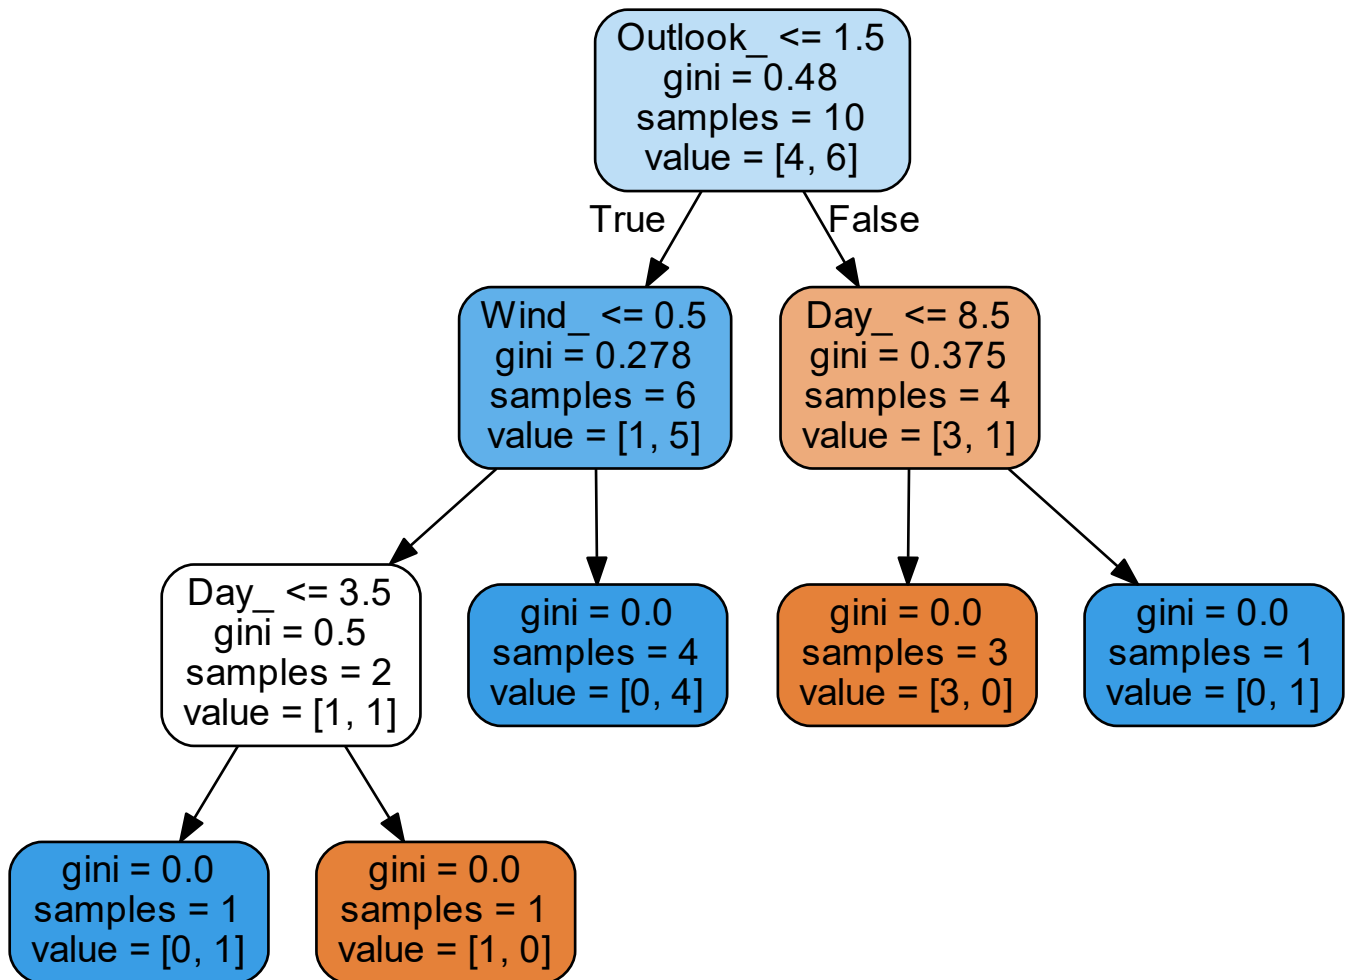 Outlook_ <= 1.5
gini = 0.48
samples = 10
value = [4, 6]
True
False
Wind_ <= 0.5
gini = 0.278
samples = 6
value = [1, 5]
Day_ <= 8.5
gini = 0.375
samples = 4
value = [3, 1]
Day_ <= 3.5
gini = 0.5
samples = 2
value = [1, 1]
gini = 0.0
samples = 4
value = [0, 4]
gini = 0.0
samples = 3
value = [3, 0]
gini = 0.0
samples = 1
value = [0, 1]
gini = 0.0
samples = 1
value = [0, 1]
gini = 0.0
samples = 1
value = [1, 0]